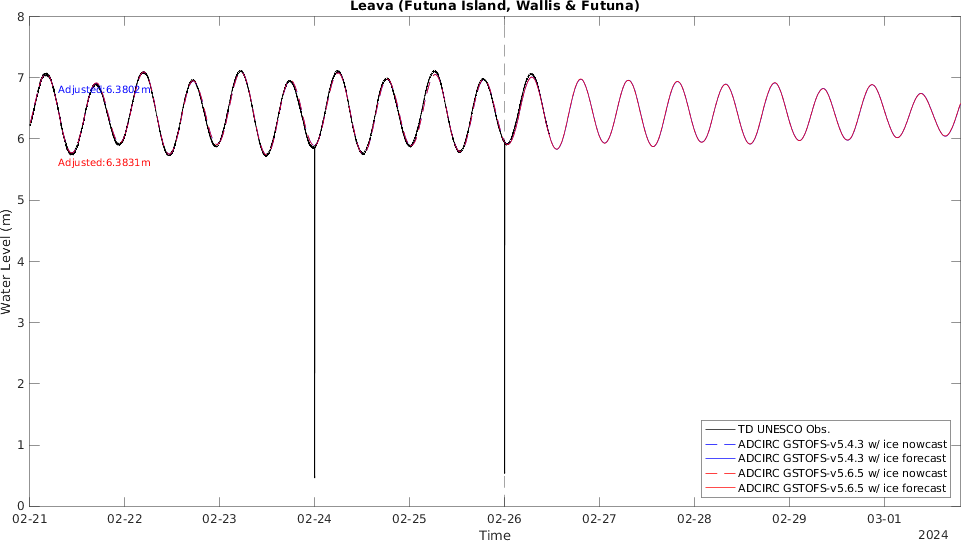 Leava (Futuna Island, Wallis & Futuna)
8
7
6
5
4
3
2
1
0
Water Level (m)
Adjusted:6.3802m
Adjusted:6.3831m
TD UNESCO Obs.
ADCIRC GSTOFS-v5.4.3 w/ ice nowcast
ADCIRC GSTOFS-v5.4.3 w/ ice forecast
ADCIRC GSTOFS-v5.6.5 w/ ice nowcast
ADCIRC GSTOFS-v5.6.5 w/ ice forecast
02-21 02-22 02-23 02-24 02-25 02-26 02-27 02-28 02-29 03-01
Time
2024